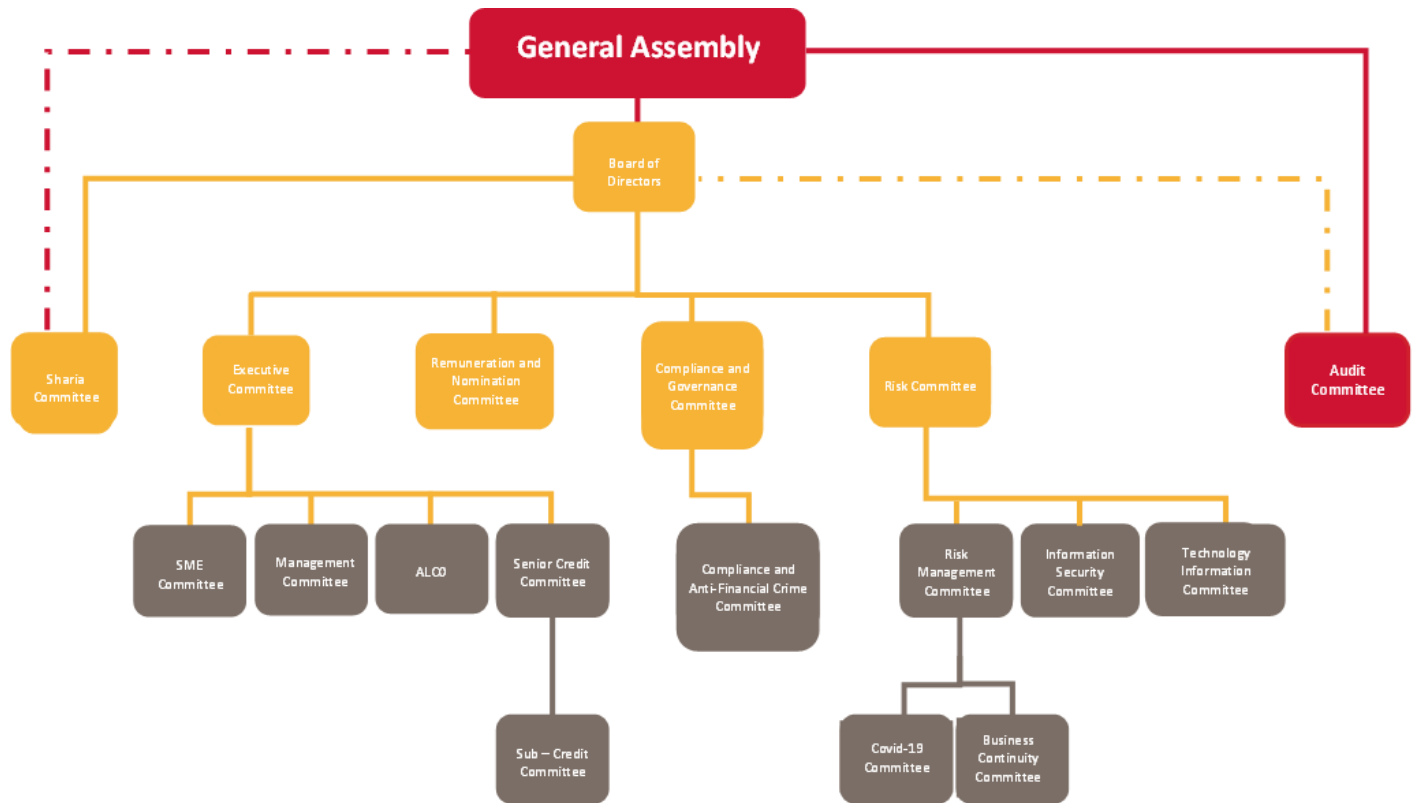 General Assembly
Board of
Directors
Sharia
Committee
Executive
Committee
Remuneration and
Nomination
Committee
Compliance and
Governance
Committee
Risk Committee
Audit
Committee
SME
Committee
Management
Committee
ALCO
Senior Credit
Committee
Compliance and
Anti-Financial Crime
Committee
Risk
Management
Committee
Information
Security
Committee
Technology
Information
Committee
Sub – Credit
Committee
Covid-19
Committee
Business
Continuity
Committee